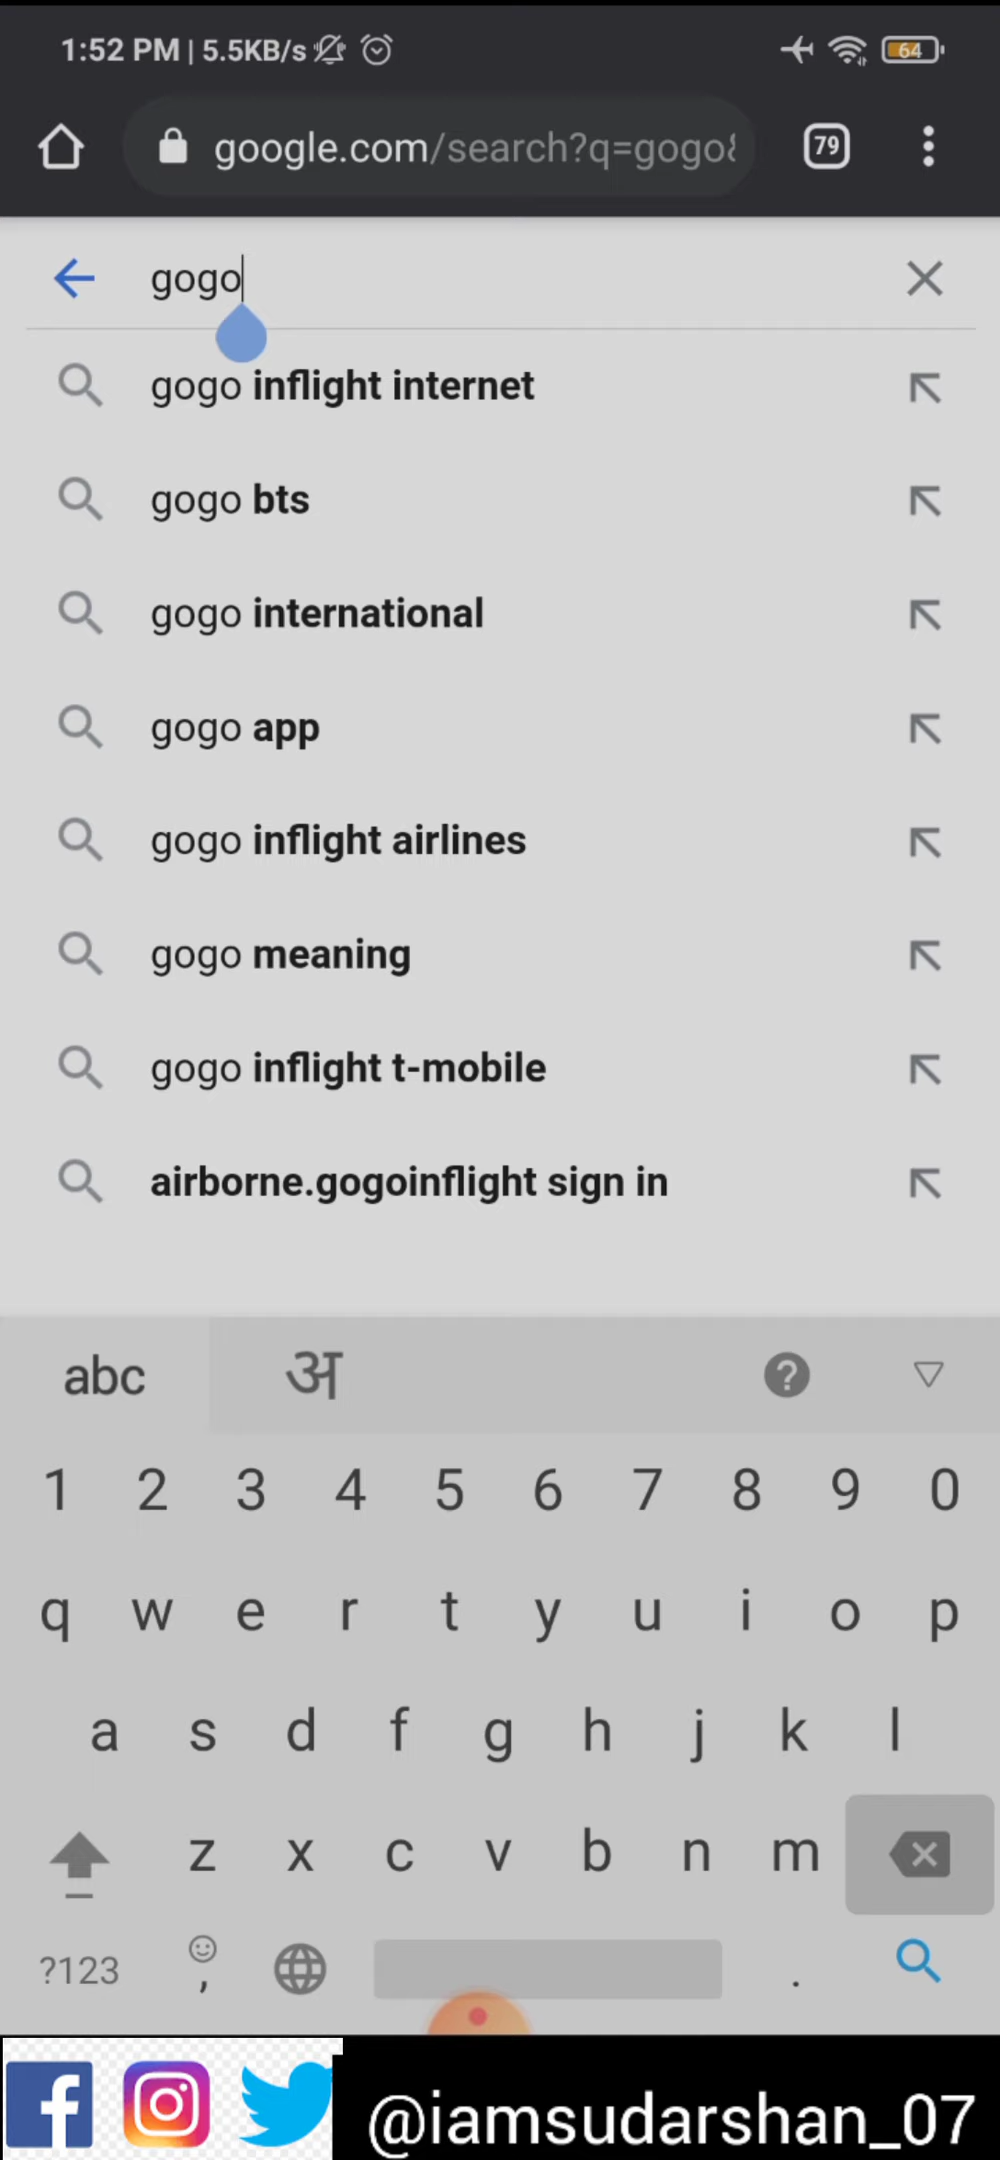 1:52 PM | 5.5KB/s 64
google.com/search?q=gogo& 79
gogo
gogo inflight internet
gogo bts
gogo international
gogo app
gogo inflight airlines
gogo meaning
gogo inflight t-mobile
airborne.gogoinflight sign in
abc अ ?
1 2 3 4 5 6 7 8 9 0
q w e r t y u i o p
a s d f g h j k l
z x c v b n m
?123 , .
@iamsudarshan_07